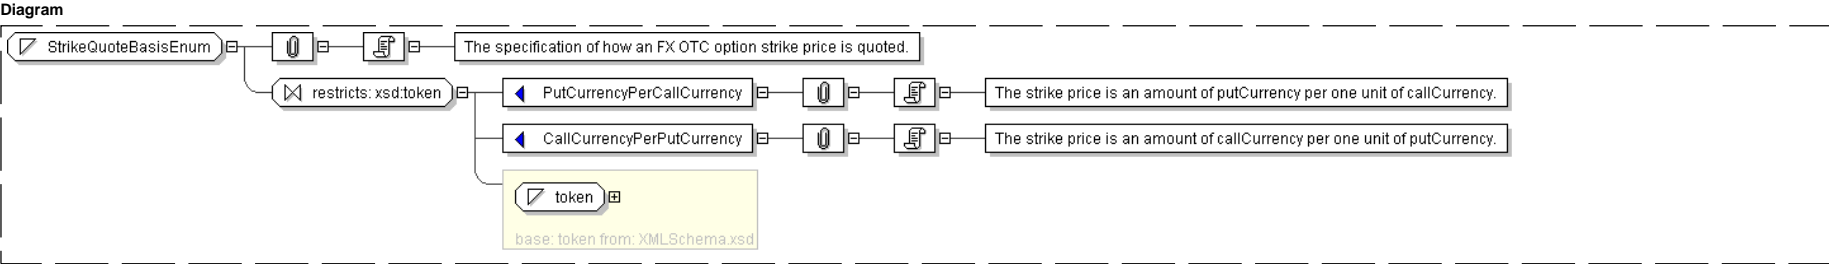 Diagram
StrikeQuoteBasisEnum
The specification of how an FX OTC option strike price is quoted.
restricts: xsd:token
PutCurrencyPerCallCurrency
The strike price is an amount of putCurrency per one unit of callCurrency.
CallCurrencyPerPutCurrency
The strike price is an amount of callCurrency per one unit of putCurrency.
token
base: token from: XMLSchema.xsd